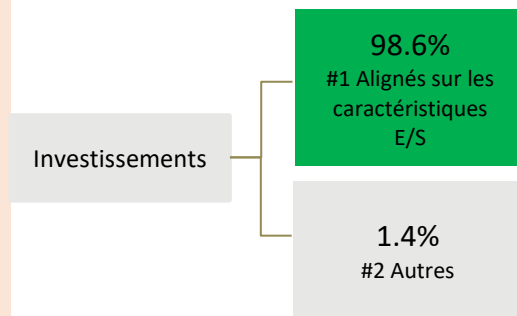 98.6%
#1 Alignés sur les
caractéristiques
E/S
Investissements
1.4%
#2 Autres